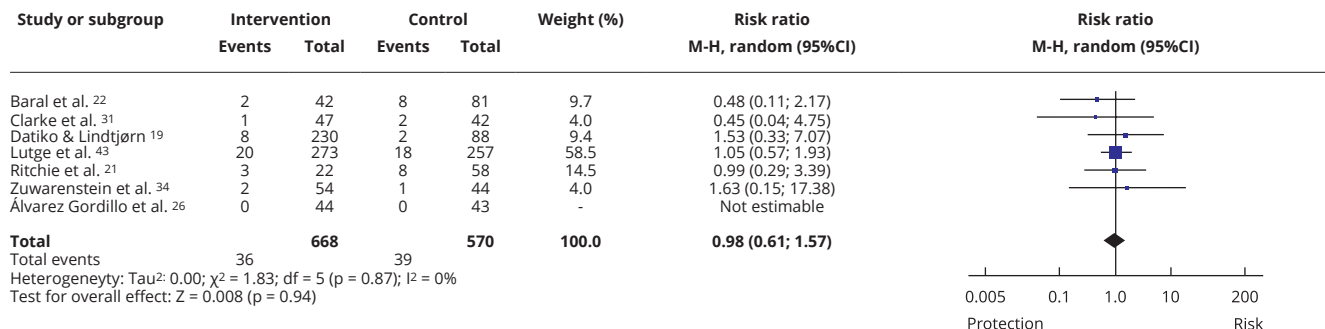 Study or subgroup Intervention Control Weight (%) Risk ratio Risk ratio
Events Total Events Total M-H, random (95%CI) M-H, random (95%CI)
Baral et al. 22 2 42 8 81 9.7 0.48 (0.11; 2.17)
Clarke et al. 31 1 47 2 42 4.0 0.45 (0.04; 4.75)
Datiko & Lindtjørn 19 8 230 2 88 9.4 1.53 (0.33; 7.07)
Lutge et al. 43 20 273 18 257 58.5 1.05 (0.57; 1.93)
Ritchie et al. 21 3 22 8 58 14.5 0.99 (0.29; 3.39)
Zuwarenstein et al. 34 2 54 1 44 4.0 1.63 (0.15; 17.38)
Álvarez Gordillo et al. 26 0 44 0 43 - Not estimable
Total 668 570 100.0 0.98 (0.61; 1.57)
Total events 36 39
Heterogeneyty: Tau2: 0.00; χ2 = 1.83; df = 5 (p = 0.87); I2 = 0%
Test for overall effect: Z = 0.008 (p = 0.94)
0.005 0.1 1.0 10 200
Protection Risk